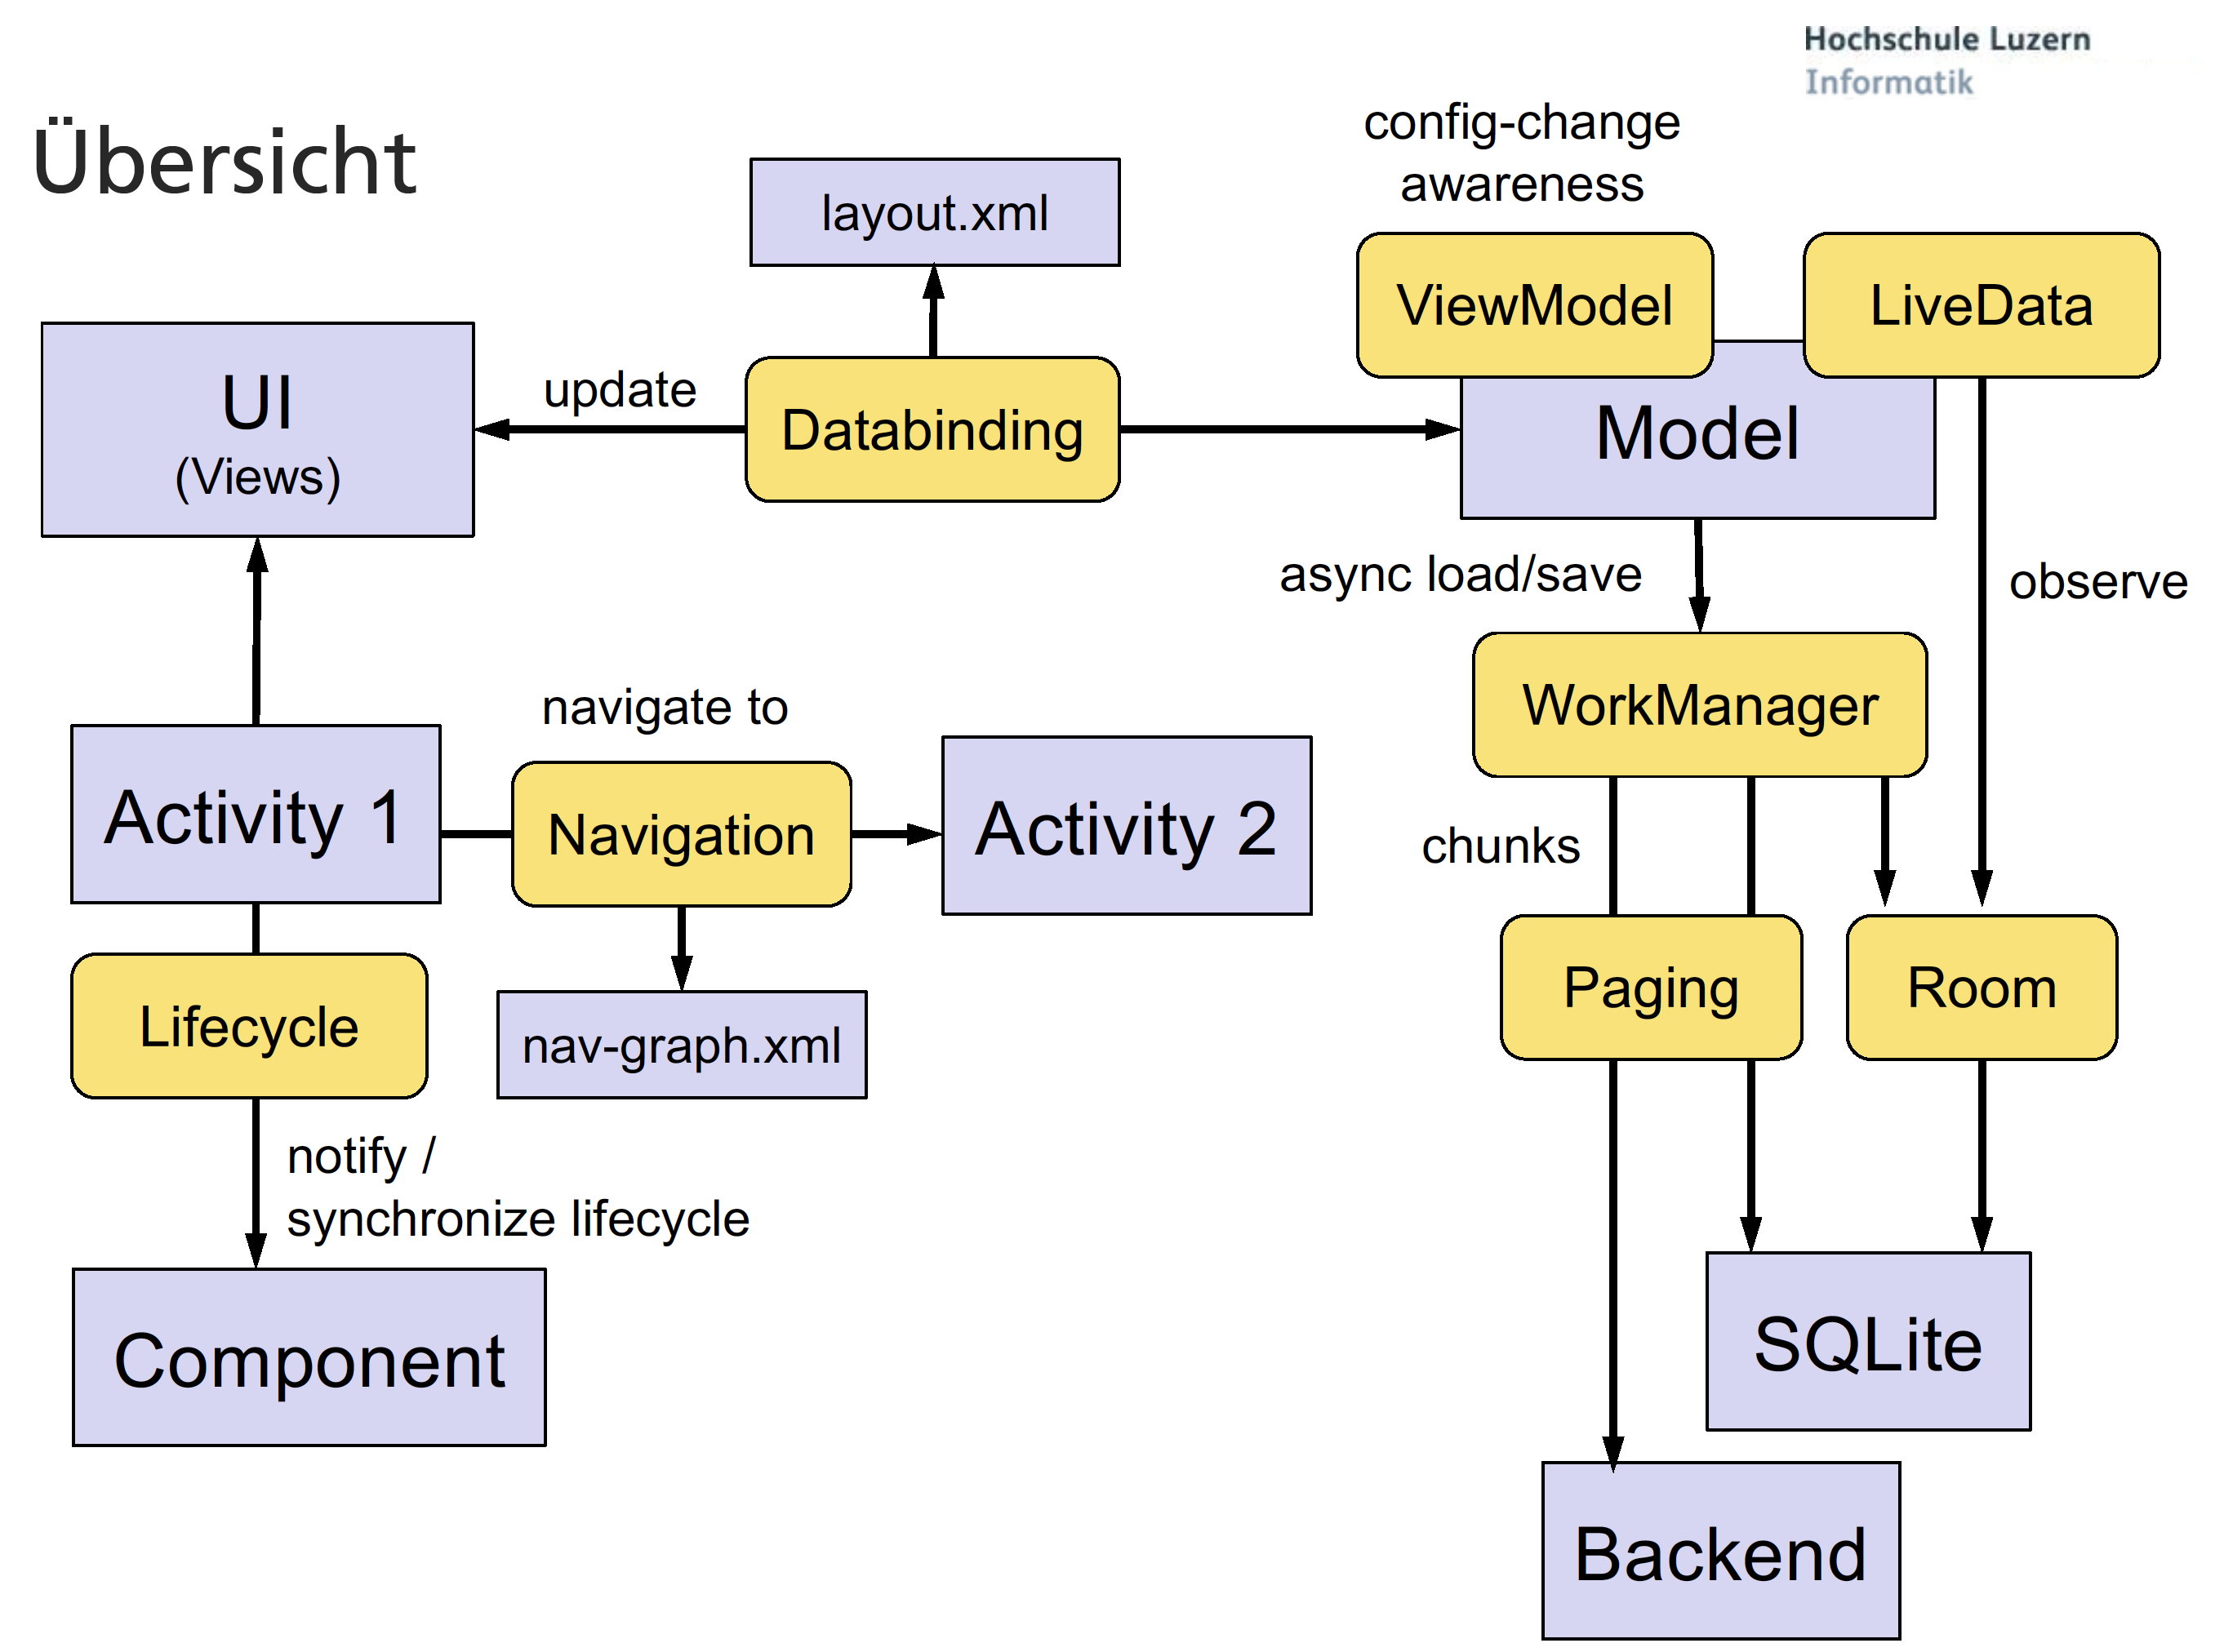 Hochschule Luzern
Informatik
Übersicht
config-change
awareness
layout.xml
ViewModel
LiveData
UI
(Views)
update
Databinding
Model
async load/save
observe
navigate to
WorkManager
Activity 1
Navigation
Activity 2
chunks
Lifecycle
nav-graph.xml
Paging
Room
notify /
synchronize lifecycle
Component
SQLite
Backend